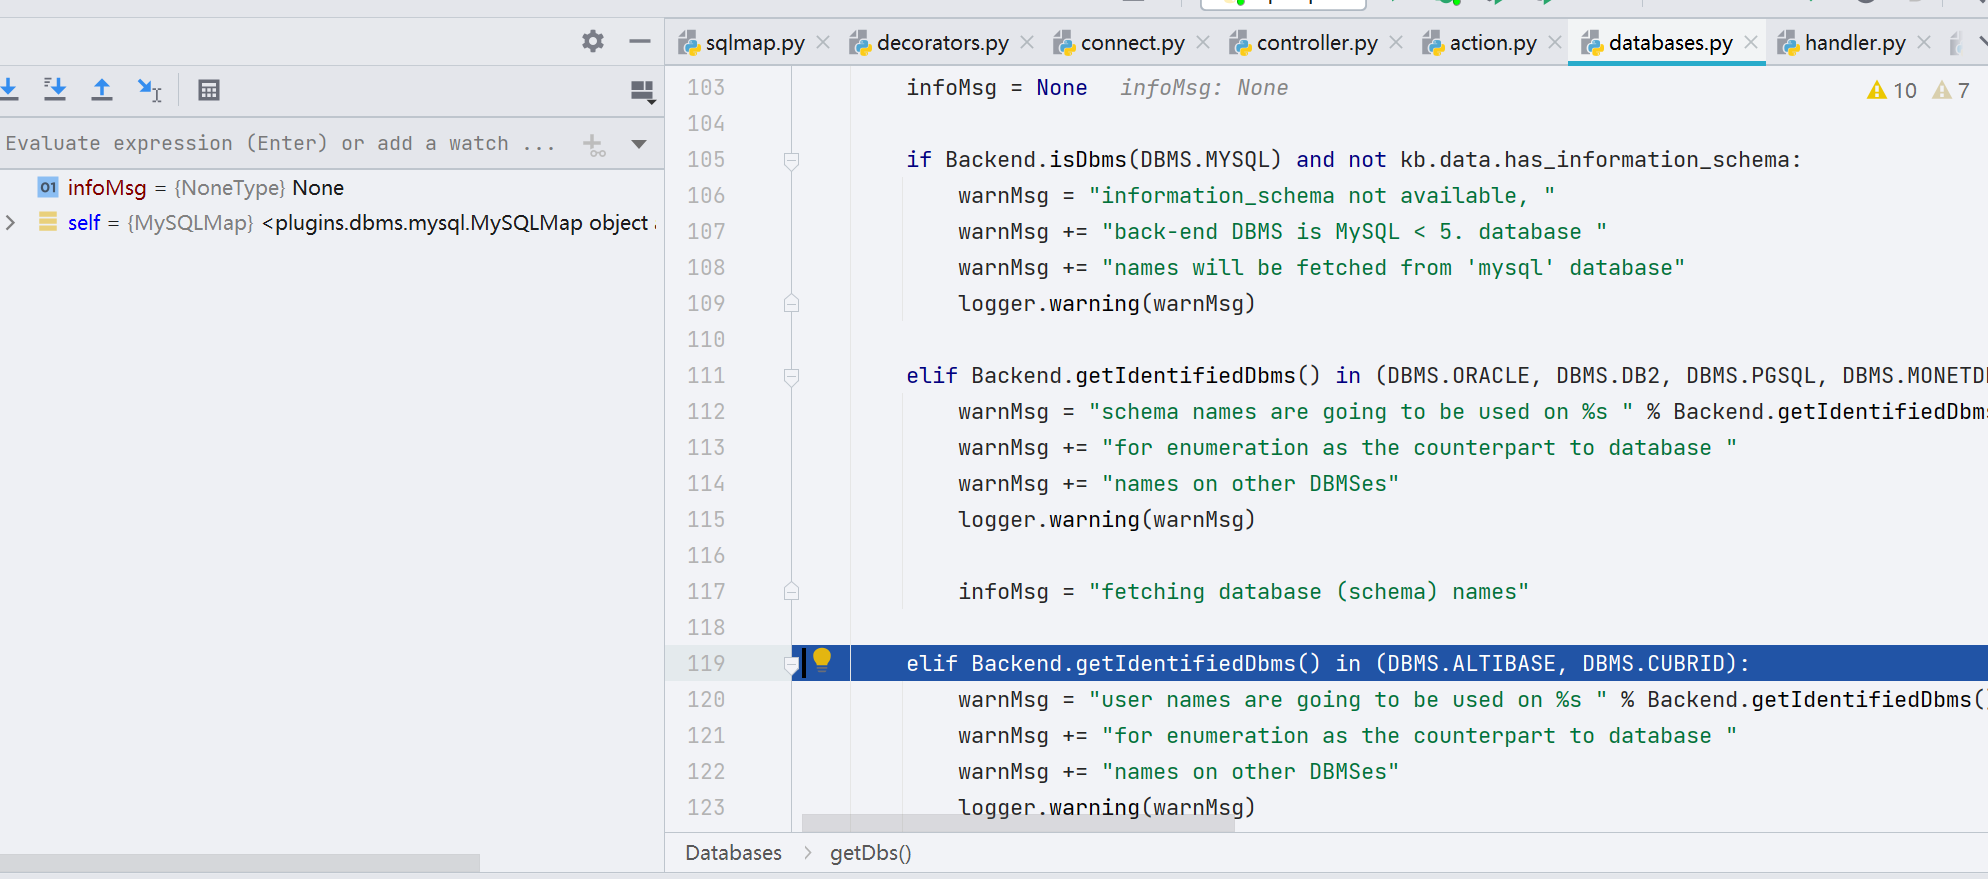 sqlmap.py
decorators.py
connect.py
controller.py
action.py
databases.py
handler.py
Evaluate expression (Enter) or add a watch ...
01 infoMsg = {NoneType} None
self = {MySQLMap} <plugins.dbms.mysql.MySQLMap object
10 7
103 infoMsg = None infoMsg: None
104
105 if Backend.isDbms(DBMS.MYSQL) and not kb.data.has_information_schema:
106 warnMsg = "information_schema not available, "
107 warnMsg += "back-end DBMS is MySQL < 5. database "
108 warnMsg += "names will be fetched from 'mysql' database"
109 logger.warning(warnMsg)
110
111 elif Backend.getIdentifiedDbms() in (DBMS.ORACLE, DBMS.DB2, DBMS.PGSQL, DBMS.MONETD
112 warnMsg = "schema names are going to be used on %s " % Backend.getIdentifiedDbm
113 warnMsg += "for enumeration as the counterpart to database "
114 warnMsg += "names on other DBMSes"
115 logger.warning(warnMsg)
116
117 infoMsg = "fetching database (schema) names"
118
119 elif Backend.getIdentifiedDbms() in (DBMS.ALTIBASE, DBMS.CUBRID):
120 warnMsg = "user names are going to be used on %s " % Backend.getIdentifiedDbms(
121 warnMsg += "for enumeration as the counterpart to database "
122 warnMsg += "names on other DBMSes"
123 logger.warning(warnMsg)
Databases > getDbs()